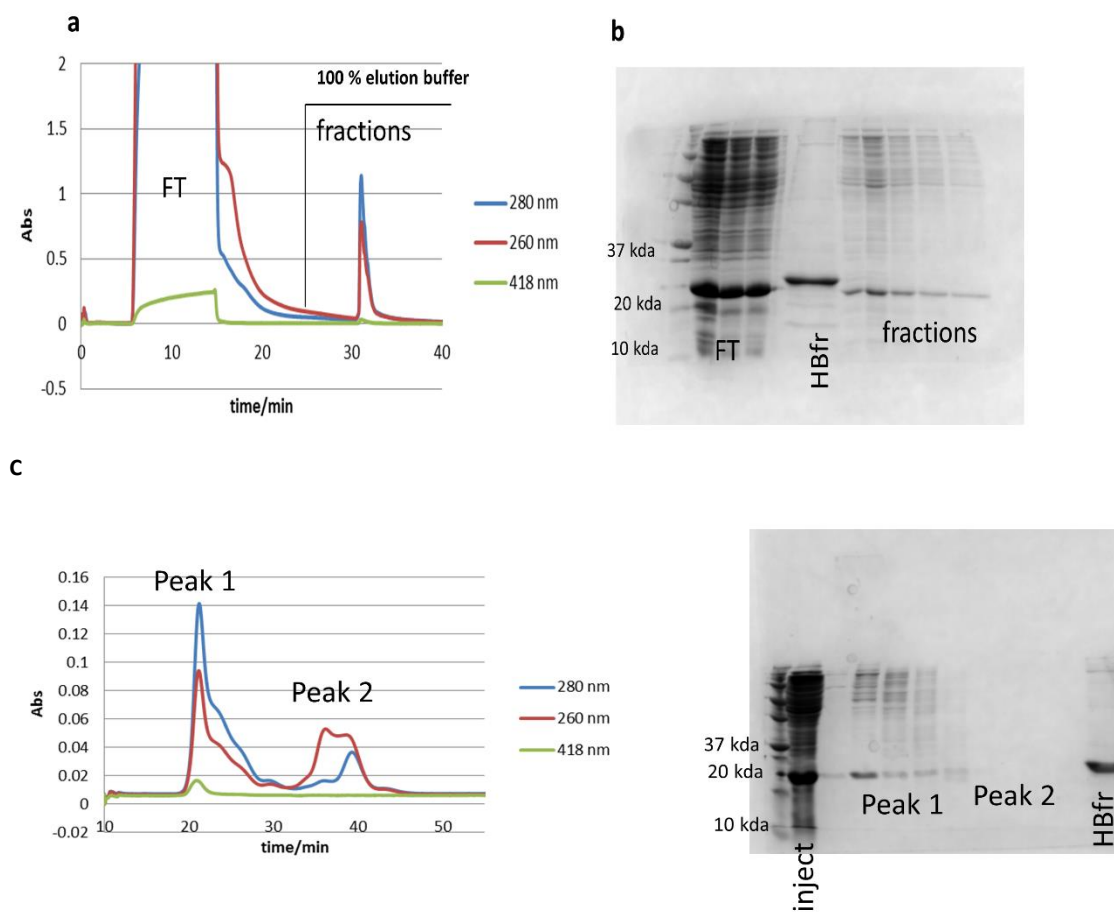 a
2
1.5
1
0.5
0
-0.5
Abs
0 10 20 30 40
time/min
FT
100 % elution buffer
fractions
280 nm
260 nm
418 nm
b
37 kda
20 kda
10 kda
FT
HBfr
fractions
c
0.16
0.14
0.12
0.1
0.08
0.06
0.04
0.02
0
-0.02
Abs
10 20 30 40 50
time/min
Peak 1
Peak 2
280 nm
260 nm
418 nm
37 kda
20 kda
10 kda
inject
Peak 1
Peak 2
HBfr